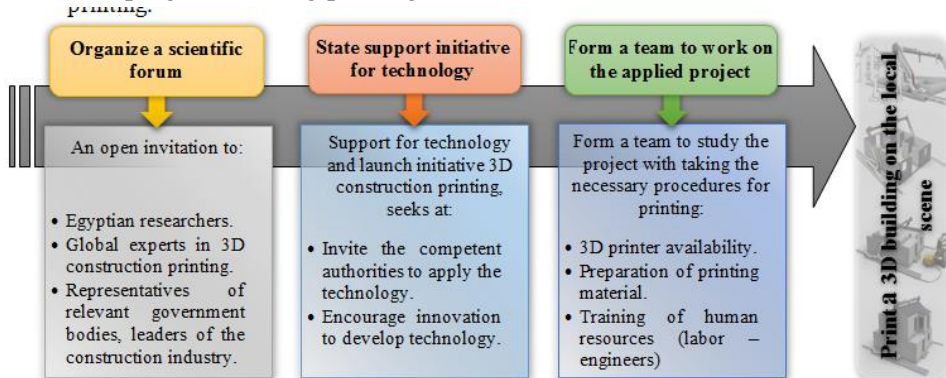 printing.
Organize a scientific
forum
State support initiative
for technology
Form a team to work on
the applied project
An open invitation to:
• Egyptian researchers.
• Global experts in 3D
construction printing.
• Representatives of
relevant government
bodies, leaders of the
construction industry.
Support for technology
and launch initiative 3D
construction printing,
seeks at:
• Invite the competent
authorities to apply the
technology.
• Encourage innovation
to develop technology.
Form a team to study the
project with taking the
necessary procedures for
printing:
• 3D printer availability.
• Preparation of printing
material.
• Training of human
resources (labor –
engineers)
Print a 3D building on the local
scene